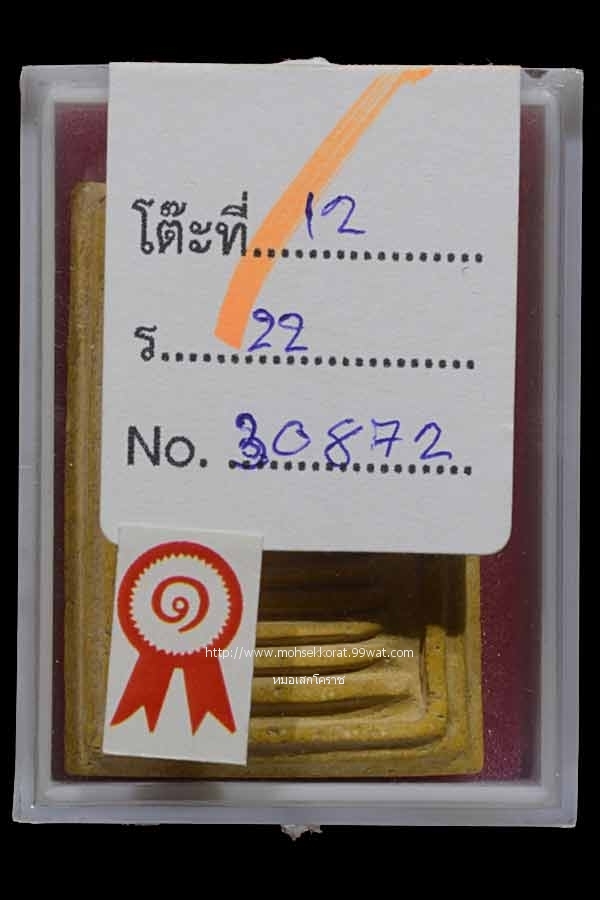 โต๊ะที่ 12
ร. 22
No. 30872
๑
http://www.mohsekkorat.99wat.com
หมอเสกโคราช